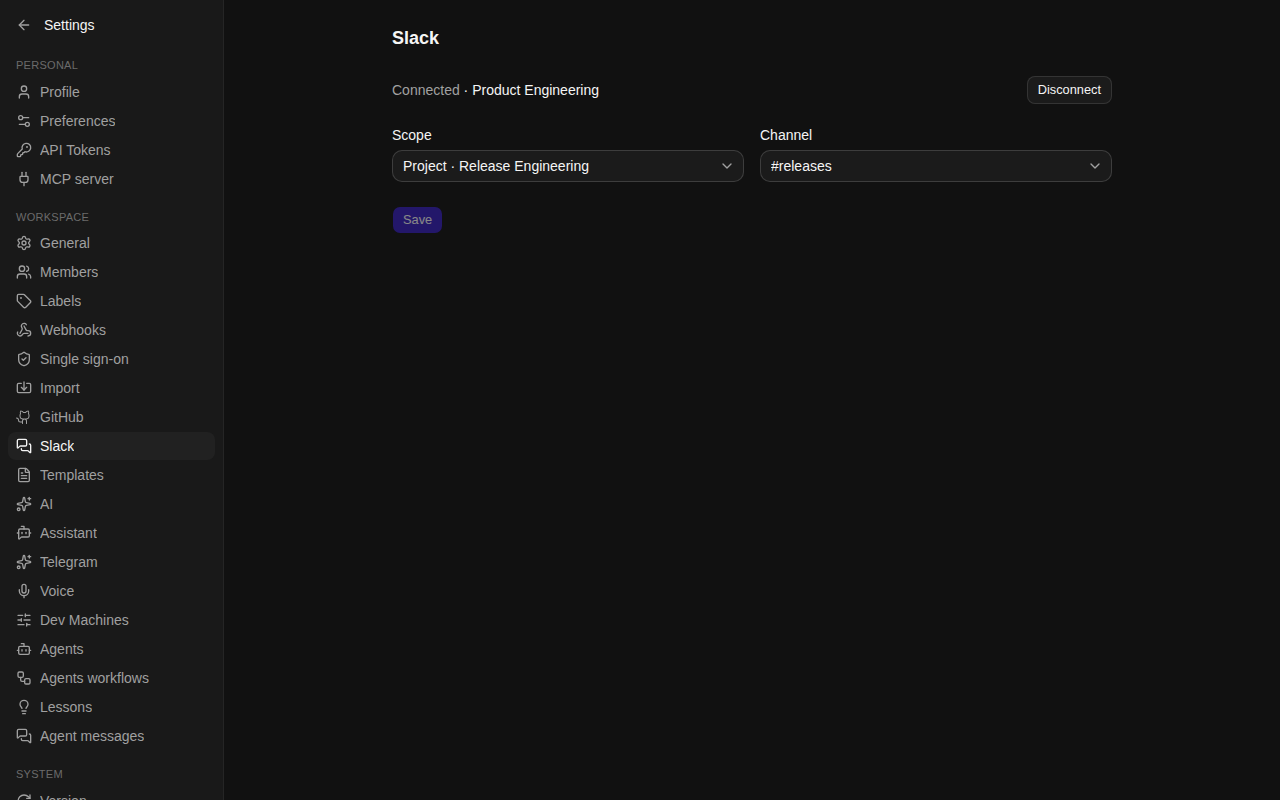 Settings
PERSONAL
Profile
Preferences
API Tokens
MCP server
WORKSPACE
General
Members
Labels
Webhooks
Single sign-on
Import
GitHub
Slack
Templates
AI
Assistant
Telegram
Voice
Dev Machines
Agents
Agents workflows
Lessons
Agent messages
SYSTEM
Version
Slack
Connected · Product Engineering
Disconnect
Scope
Channel
Project · Release Engineering
#releases
Save